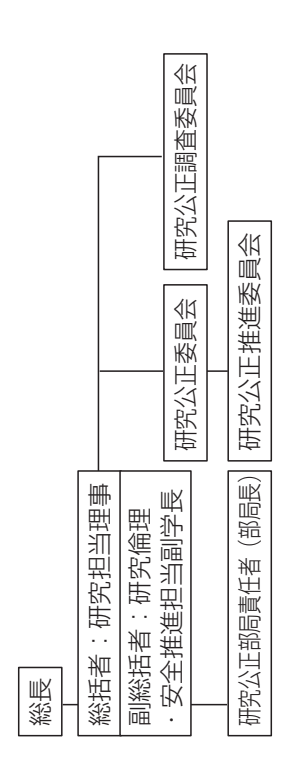 総長
総括者：研究担当理事
副総括者：研究倫理
・安全推進担当副学長
研究公正委員会
研究公正調査委員会
研究公正部局責任者（部局長）
研究公正推進委員会